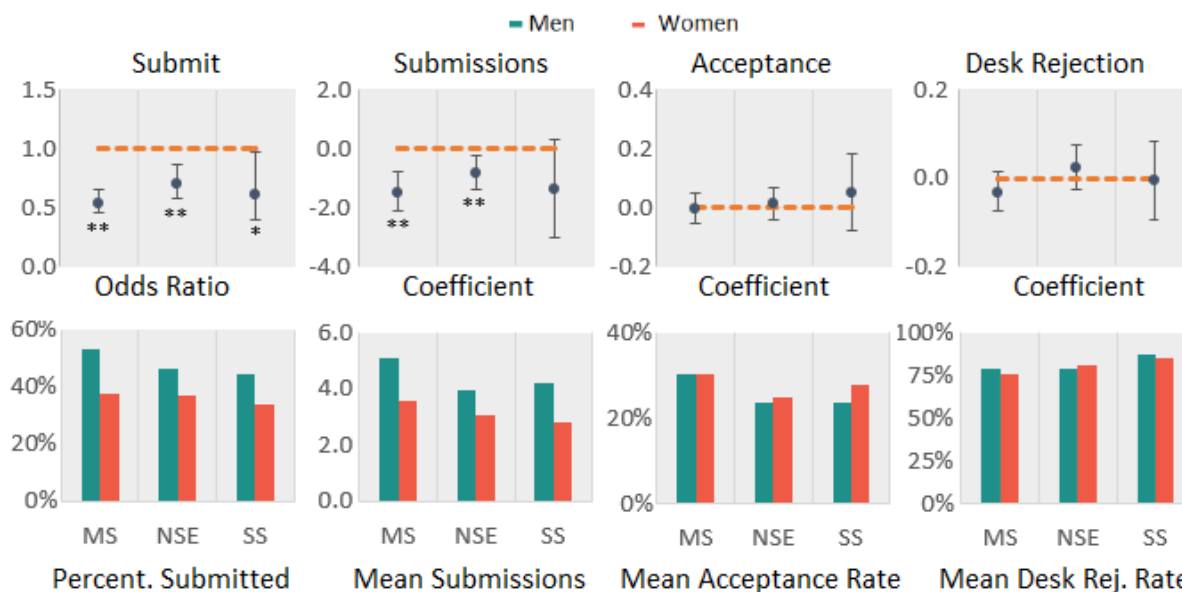 Men Women
Submit Submissions Acceptance Desk Rejection
1.5 2.0 0.4 0.2
1.0 0.0 0.2 0.0
0.5 -2.0 0.0 -0.2
0.0 -4.0 -0.2
** ** *
** **
Odds Ratio Coefficient Coefficient Coefficient
60% 6.0 40% 100%
40% 4.0 20% 75%
20% 2.0 0% 50%
0% 0.0 25%
0%
MS NSE SS MS NSE SS MS NSE SS MS NSE SS
Percent. Submitted Mean Submissions Mean Acceptance Rate Mean Desk Rej. Rate